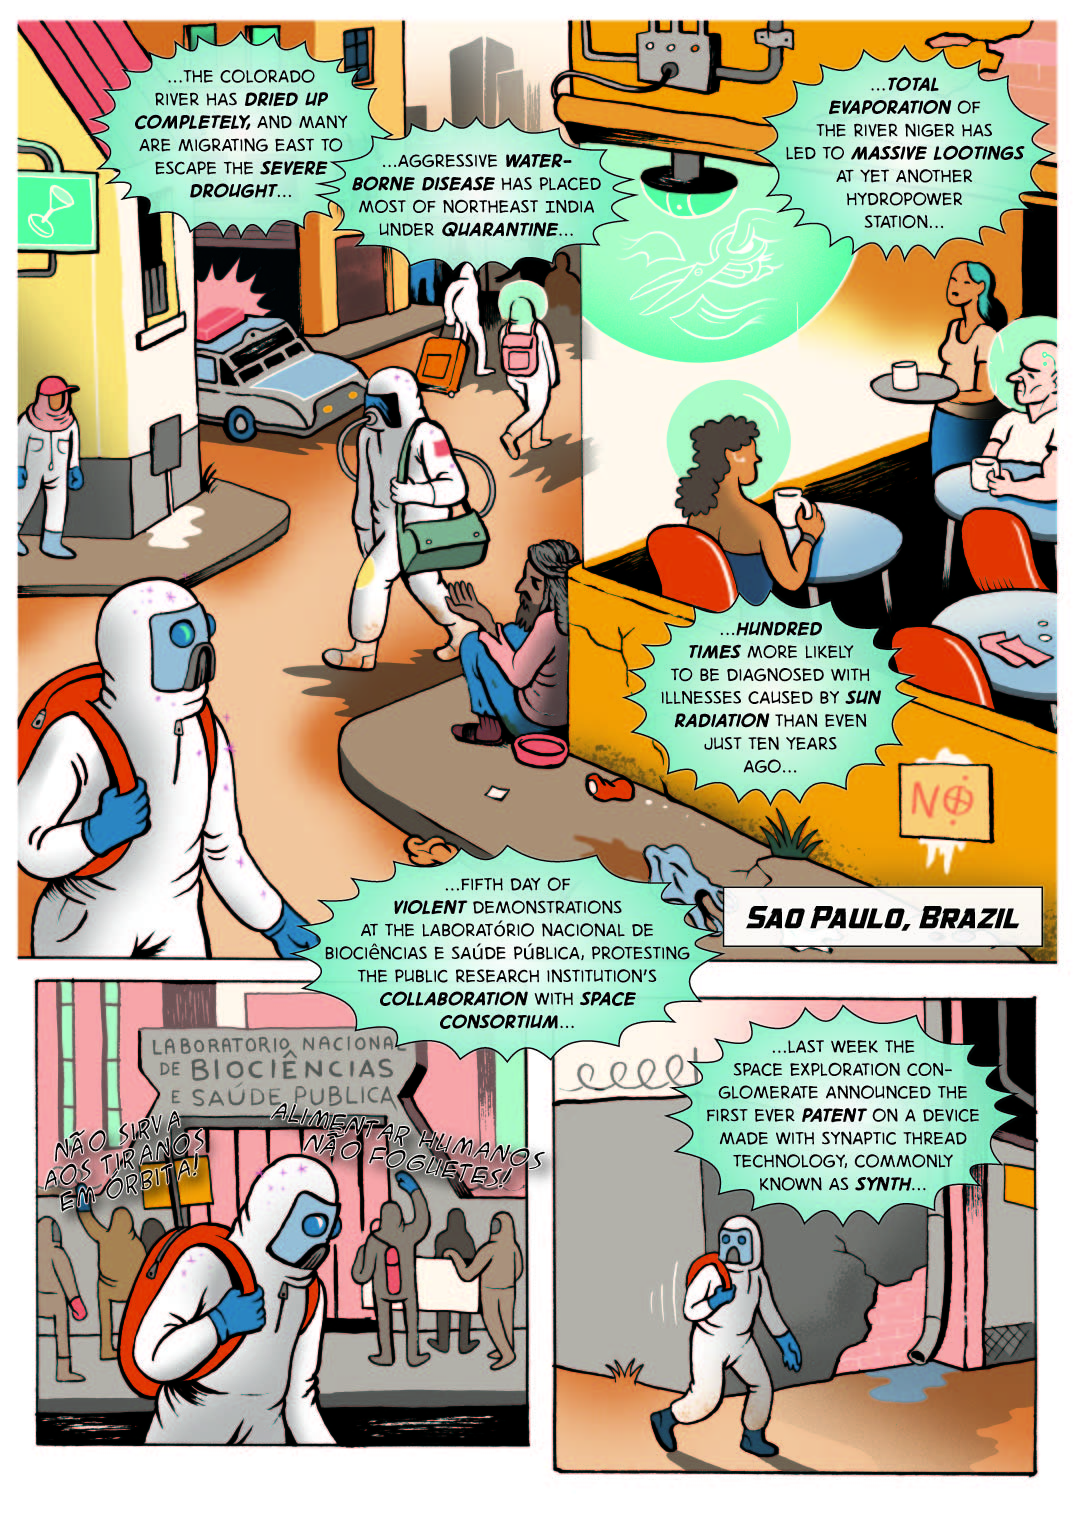 ...THE COLORADO
RIVER HAS DRIED UP
COMPLETELY, AND MANY
ARE MIGRATING EAST TO
ESCAPE THE SEVERE
DROUGHT...
...AGGRESSIVE WATER-
BORNE DISEASE HAS PLACED
MOST OF NORTHEAST INDIA
UNDER QUARANTINE...
...TOTAL
EVAPORATION OF
THE RIVER NIGER HAS
LED TO MASSIVE LOOTINGS
AT YET ANOTHER
HYDROPOWER
STATION...
...HUNDRED
TIMES MORE LIKELY
TO BE DIAGNOSED WITH
ILLNESSES CAUSED BY SUN
RADIATION THAN EVEN
JUST TEN YEARS
AGO...
NO
SAO PAULO, BRAZIL
...FIFTH DAY OF
VIOLENT DEMONSTRATIONS
AT THE LABORATÓRIO NACIONAL DE
BIOCIÊNCIAS E SAÚDE PÚBLICA, PROTESTING
THE PUBLIC RESEARCH INSTITUTION'S
COLLABORATION WITH SPACE
CONSORTIUM...
LABORATORIO NACIONAL
DE BIOCIÊNCIAS
E SAÚDE PUBLICA
NÃO SIRVA
AOS TIRANOS
EM ÓRBITA!
ALIMENTAR HUMANOS
NÃO FOGUETES!
...LAST WEEK THE
SPACE EXPLORATION CON-
GLOMERATE ANNOUNCED THE
FIRST EVER PATENT ON A DEVICE
MADE WITH SYNAPTIC THREAD
TECHNOLOGY, COMMONLY
KNOWN AS SYNTH...